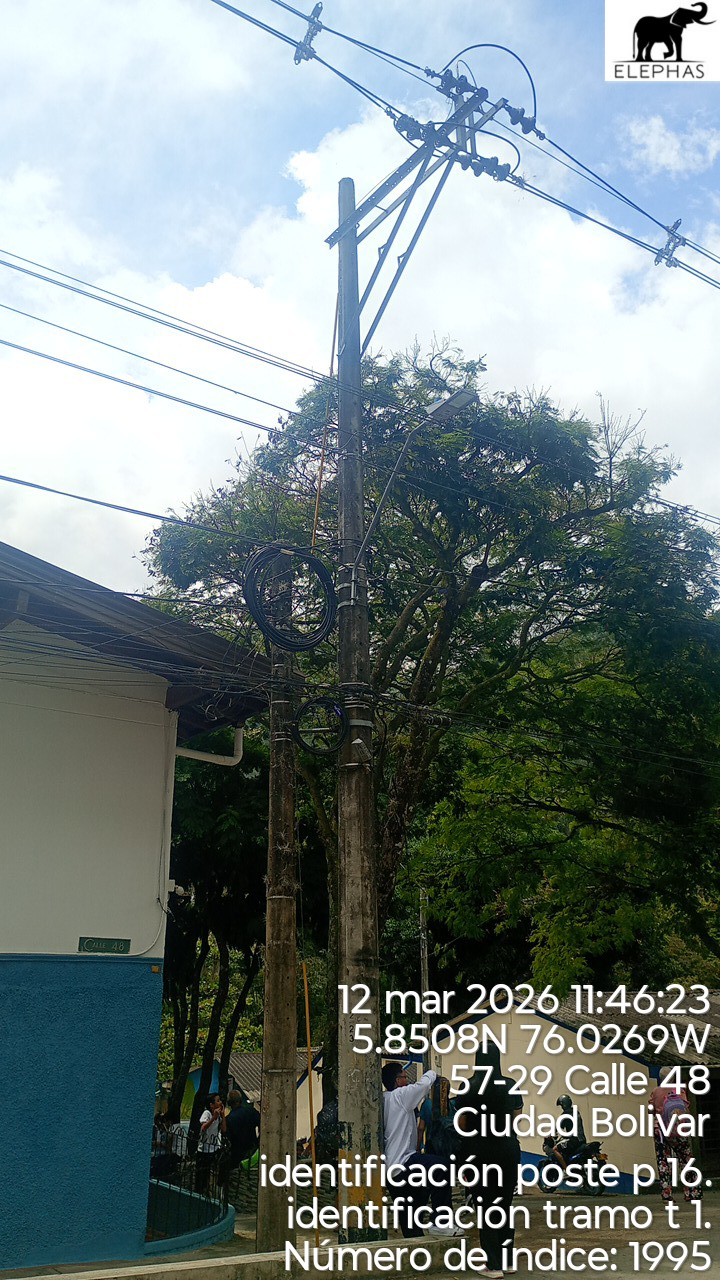 ELEPHAS
CALLE 48
12 mar 2026 11:46:23
5.8508N 76.0269W
57-29 Calle 48
Ciudad Bolivar
identificación poste p 16.
identificación tramo t 1.
Número de índice: 1995